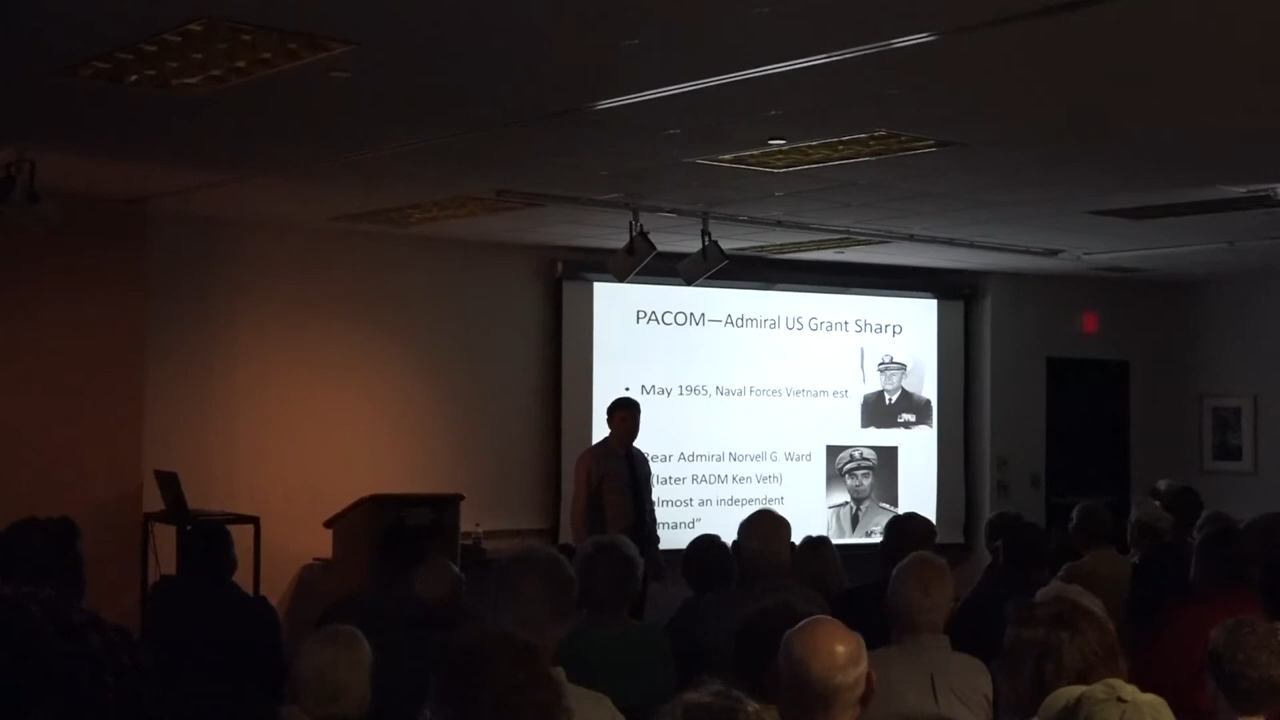 PACOM—Admiral US Grant Sharp
• May 1965, Naval Forces Vietnam est.
Rear Admiral Norvell G. Ward
(later RADM Ken Veth)
almost an independent
mand”